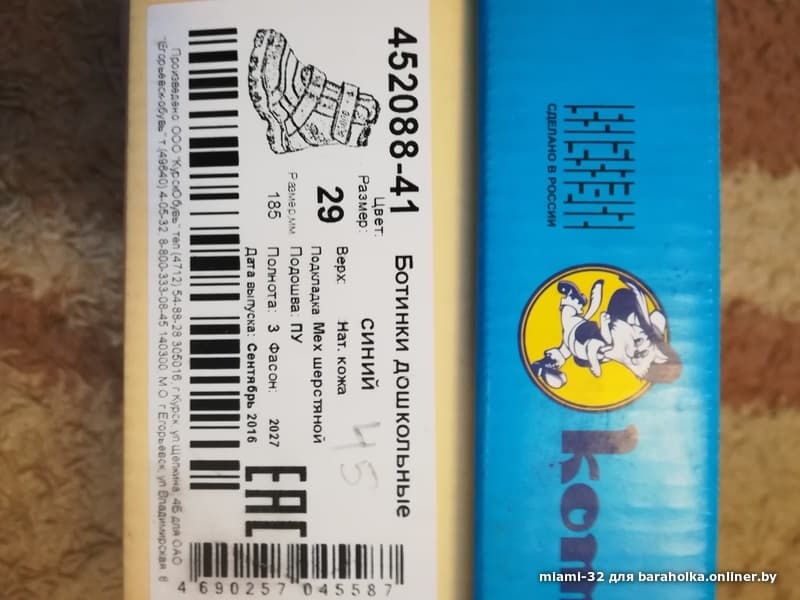 452088-41 Ботинки дошкольные
Цвет: синий
Размер: 29
Верх: Нат. кожа
Подкладка Мех шерстяной
Размер,мм 185
Подошва: ПУ
Полнота: 3 Фасон: 2027
Дата выпуска: Сентябрь 2016
45
EAC
4 690257 045587
Произведено ООО "КурскОбувь" тел (4712) 54-88-28 305016, г Курск, ул Щепкина, 4Б для ОАО
"Егорьевск-обувь" т (49640) 4-05-32, 8-800-333-08-45 140300, М О, г Егорьевск, ул Владимирская, 6
СДЕЛАНО В РОССИИ
kom
miami-32 для baraholka.onliner.by